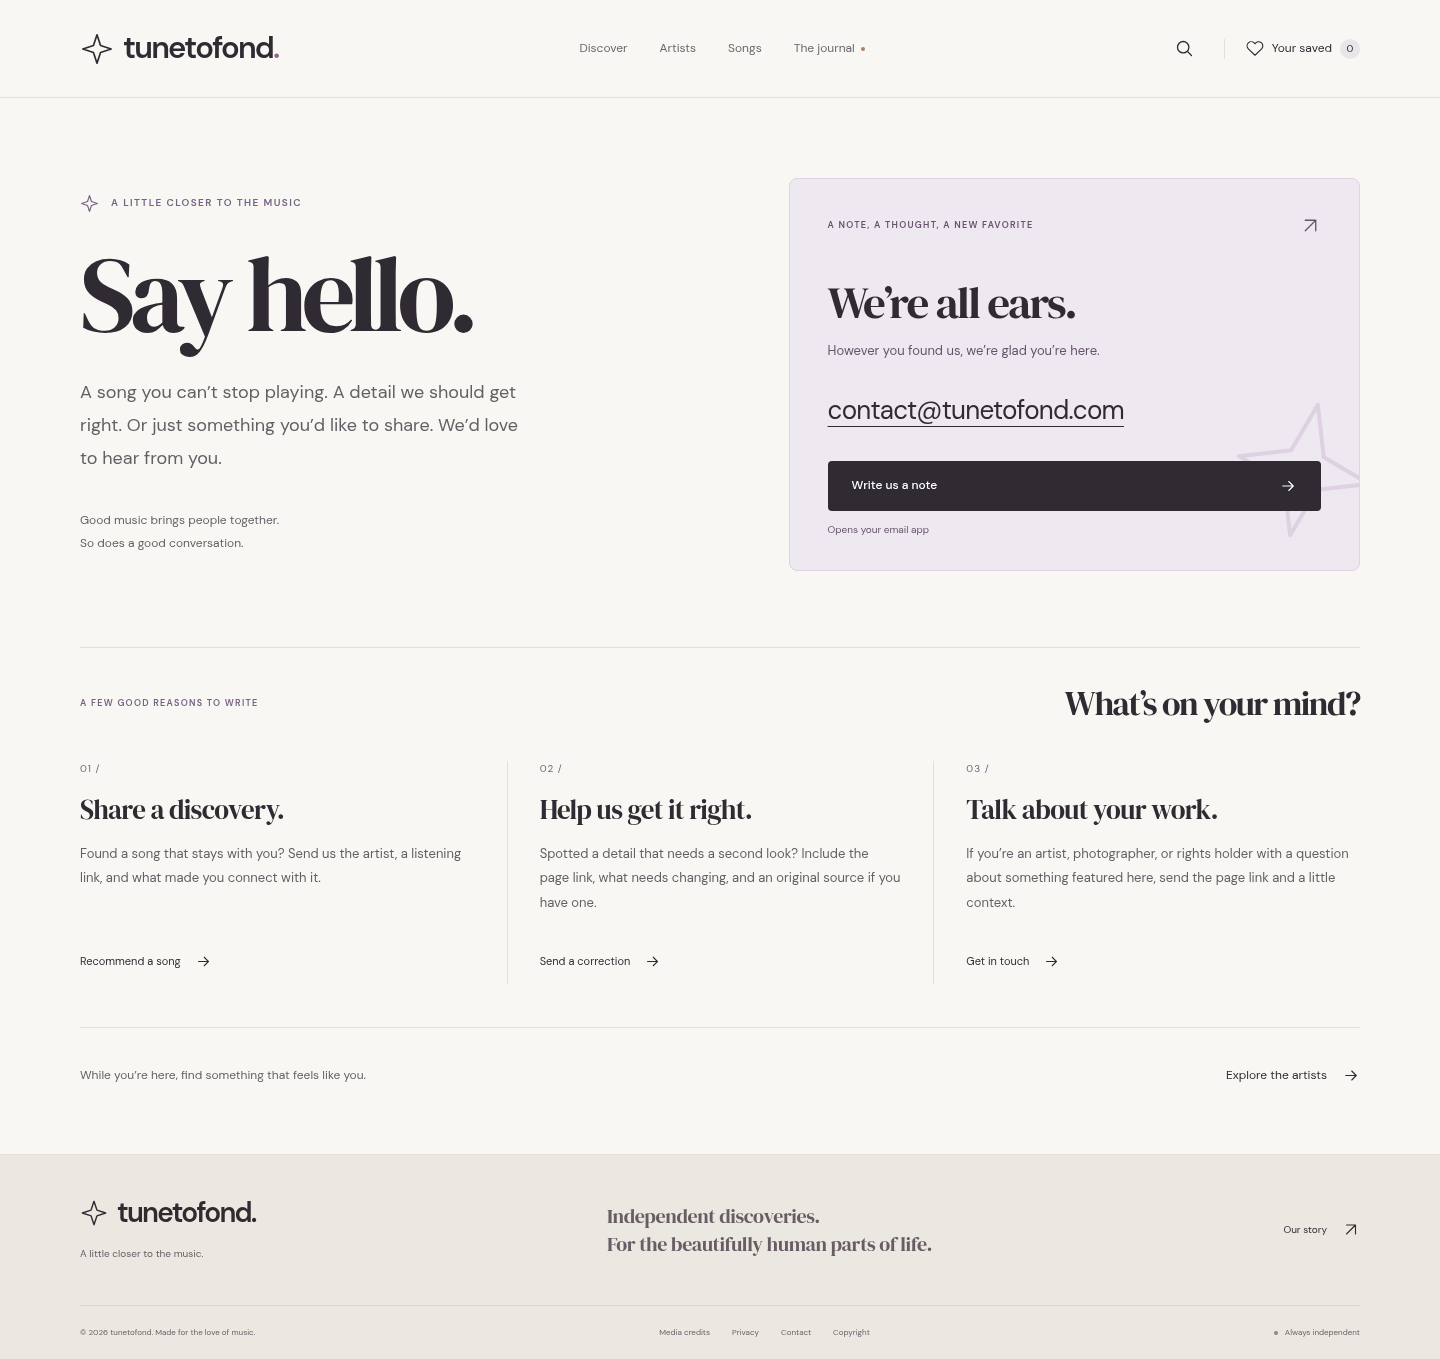 tunetofond.
Discover
Artists
Songs
The journal
Your saved
0
A LITTLE CLOSER TO THE MUSIC
Say hello.
A song you can’t stop playing. A detail we should get
right. Or just something you’d like to share. We’d love
to hear from you.
Good music brings people together.
So does a good conversation.
A NOTE, A THOUGHT, A NEW FAVORITE
We’re all ears.
However you found us, we’re glad you’re here.
contact@tunetofond.com
Write us a note
Opens your email app
A FEW GOOD REASONS TO WRITE
What’s on your mind?
01 /
Share a discovery.
Found a song that stays with you? Send us the artist, a listening
link, and what made you connect with it.
Recommend a song
02 /
Help us get it right.
Spotted a detail that needs a second look? Include the
page link, what needs changing, and an original source if you
have one.
Send a correction
03 /
Talk about your work.
If you’re an artist, photographer, or rights holder with a question
about something featured here, send the page link and a little
context.
Get in touch
While you’re here, find something that feels like you.
Explore the artists
tunetofond.
A little closer to the music.
Independent discoveries.
For the beautifully human parts of life.
Our story
© 2026 tunetofond. Made for the love of music.
Media credits
Privacy
Contact
Copyright
Always independent